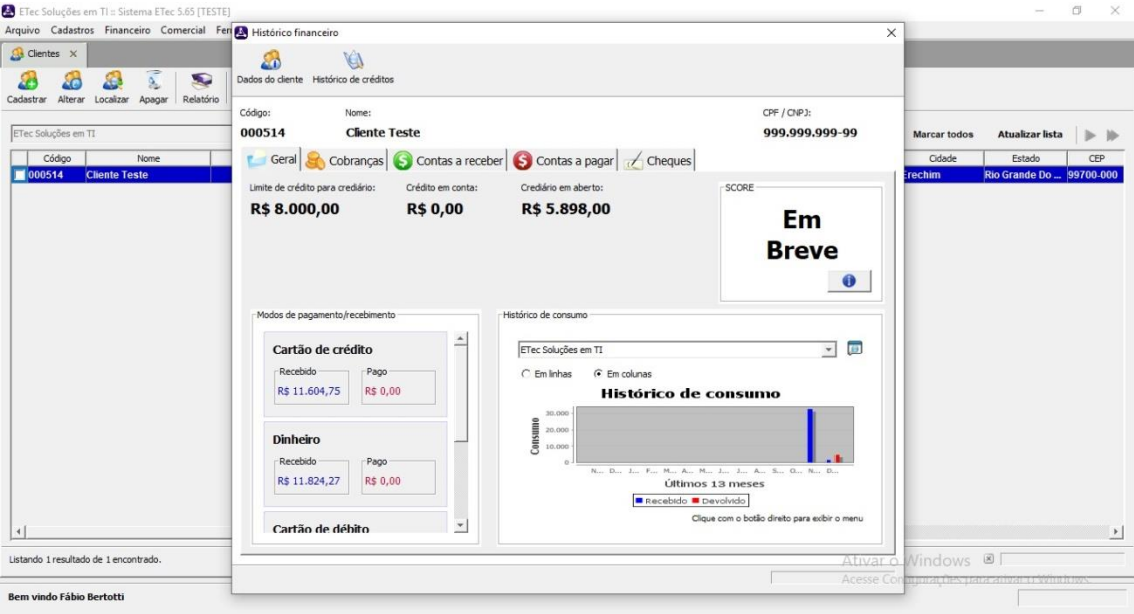 ETec Soluções em TI :: Sistema ETec 5.65 [TESTE]
Arquivo Cadastros Financeiro Comercial
Clientes
Cadastrar Alterar Localizar Apagar Relatório
ETec Soluções em TI
Marcar todos Atualizar lista
Código Nome Cidade Estado CEP
000514 Cliente Teste Erechim Rio Grande Do ... 99700-000
Histórico financeiro
Dados do cliente Histórico de créditos
Código: Nome: CPF / CNPJ:
000514 Cliente Teste 999.999.999-99
Geral Cobranças Contas a receber Contas a pagar Cheques
Limite de crédito para crediário: Crédito em conta: Crediário em aberto:
R$ 8.000,00 R$ 0,00 R$ 5.898,00
SCORE
Em
Breve
Modos de pagamento/recebimento
Cartão de crédito
Recebido Pago
R$ 11.604,75 R$ 0,00
Dinheiro
Recebido Pago
R$ 11.824,27 R$ 0,00
Cartão de débito
Histórico de consumo
ETec Soluções em TI
Em linhas Em colunas
Histórico de consumo
Consumo
30.000
20.000
10.000
0
N... D... J... F... M... A... M... J... J... A... S... O... N... D...
Últimos 13 meses
Recebido Devolvido
Clique com o botão direito para exibir o menu
Listando 1 resultado de 1 encontrado.
Ativar o Windows
Acesse Configurações para ativar o Windows.
Bem vindo Fábio Bertotti